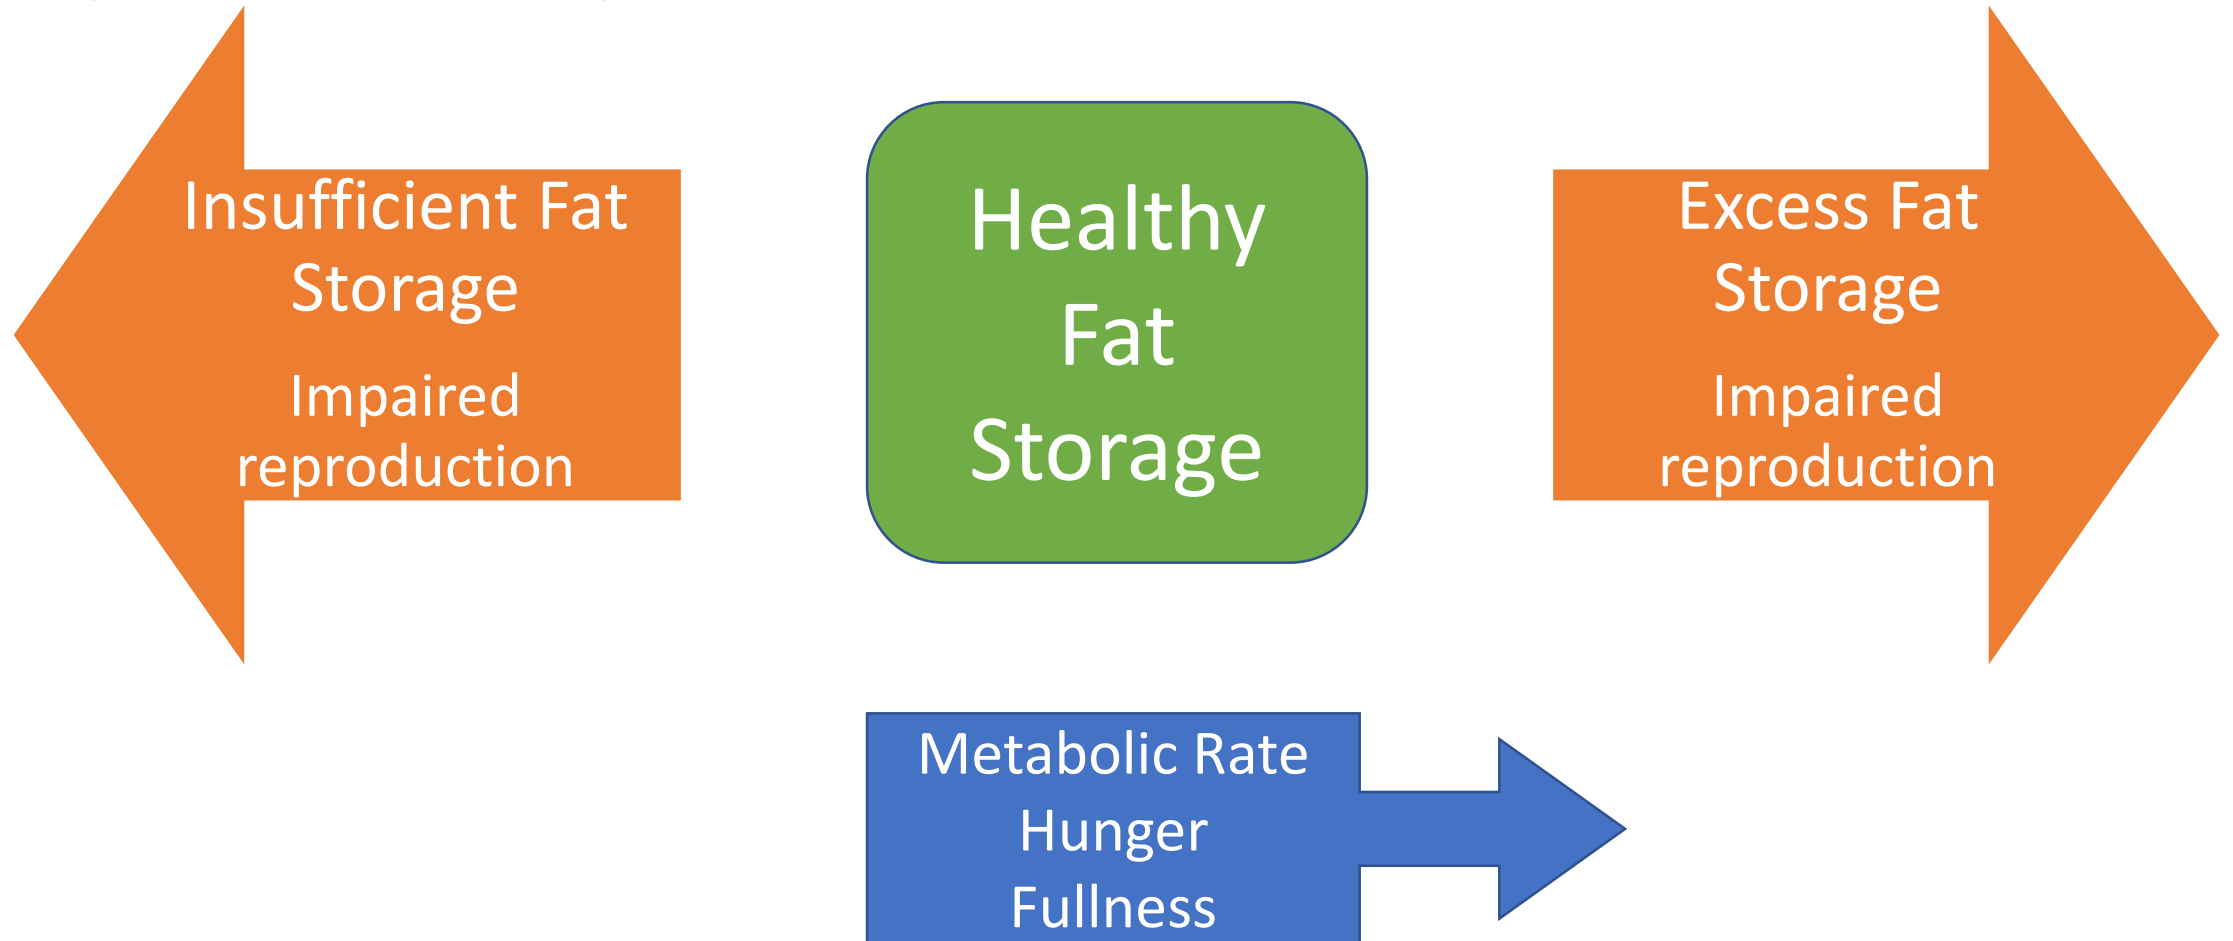 Insufficient Fat
Storage
Impaired
reproduction
Healthy
Fat
Storage
Excess Fat
Storage
Impaired
reproduction
Metabolic Rate
Hunger
Fullness